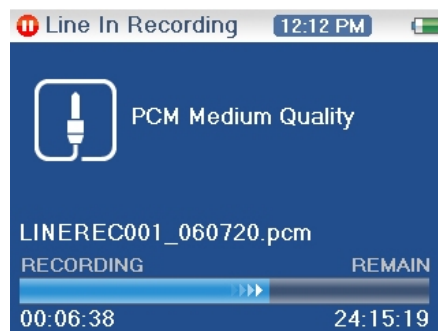 Line In Recording 12:12 PM
PCM Medium Quality
LINEREC001_060720.pcm
RECORDING REMAIN
00:06:38 24:15:19